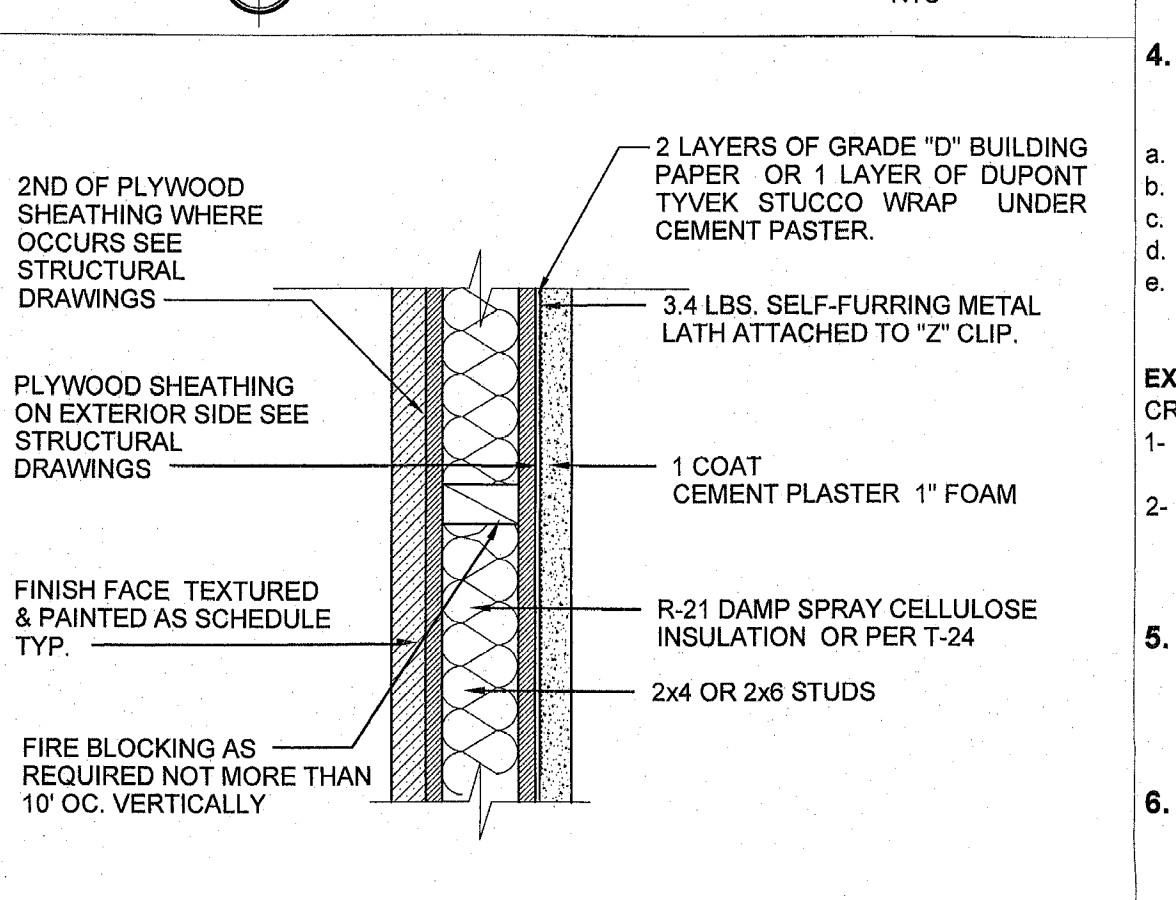 4.
a.
b.
c.
d.
e.
EX
CR
1-
2-
5.
6.
2ND OF PLYWOOD
SHEATHING WHERE
OCCURS SEE
STRUCTURAL
DRAWINGS
PLYWOOD SHEATHING
ON EXTERIOR SIDE SEE
STRUCTURAL
DRAWINGS
FINISH FACE TEXTURED
& PAINTED AS SCHEDULE
TYP.
FIRE BLOCKING AS
REQUIRED NOT MORE THAN
10' OC. VERTICALLY
2 LAYERS OF GRADE "D" BUILDING
PAPER OR 1 LAYER OF DUPONT
TYVEK STUCCO WRAP UNDER
CEMENT PASTER.
3.4 LBS. SELF-FURRING METAL
LATH ATTACHED TO "Z" CLIP.
1 COAT
CEMENT PLASTER 1" FOAM
R-21 DAMP SPRAY CELLULOSE
INSULATION OR PER T-24
2x4 OR 2x6 STUDS